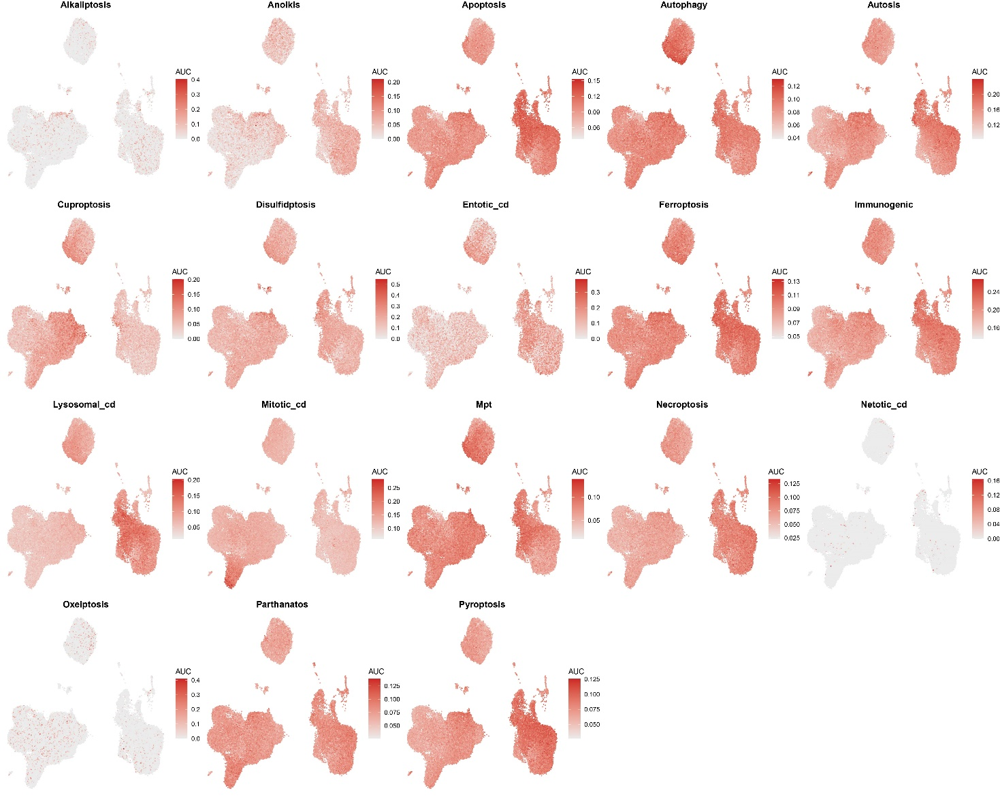 Alkaliptosis
AUC
0.4
0.3
0.2
0.1
0.0
Anoikis
AUC
0.20
0.15
0.10
0.05
0.00
Apoptosis
AUC
0.15
0.12
0.09
0.06
Autophagy
AUC
0.12
0.10
0.08
0.06
0.04
Autosis
AUC
0.20
0.12
Cuproptosis
AUC
0.20
0.15
0.10
0.05
0.00
Disulfidptosis
AUC
0.5
0.4
0.3
0.2
0.1
0.0
Entotic_cd
AUC
0.3
0.2
0.1
0.0
Ferroptosis
AUC
0.13
0.11
0.09
0.07
0.05
Immunogenic
AUC
0.24
0.20
0.16
Lysosomal_cd
AUC
0.20
0.15
0.10
0.05
Mitotic_cd
AUC
0.25
0.20
0.15
0.10
Mpt
AUC
0.10
0.05
Necroptosis
AUC
0.125
0.100
0.075
0.050
0.025
Netotic_cd
AUC
0.16
0.12
0.08
0.04
0.00
Oxeiptosis
AUC
0.4
0.3
0.2
0.1
0.0
Parthanatos
AUC
0.125
0.100
0.075
0.050
Pyroptosis
AUC
0.125
0.100
0.075
0.050